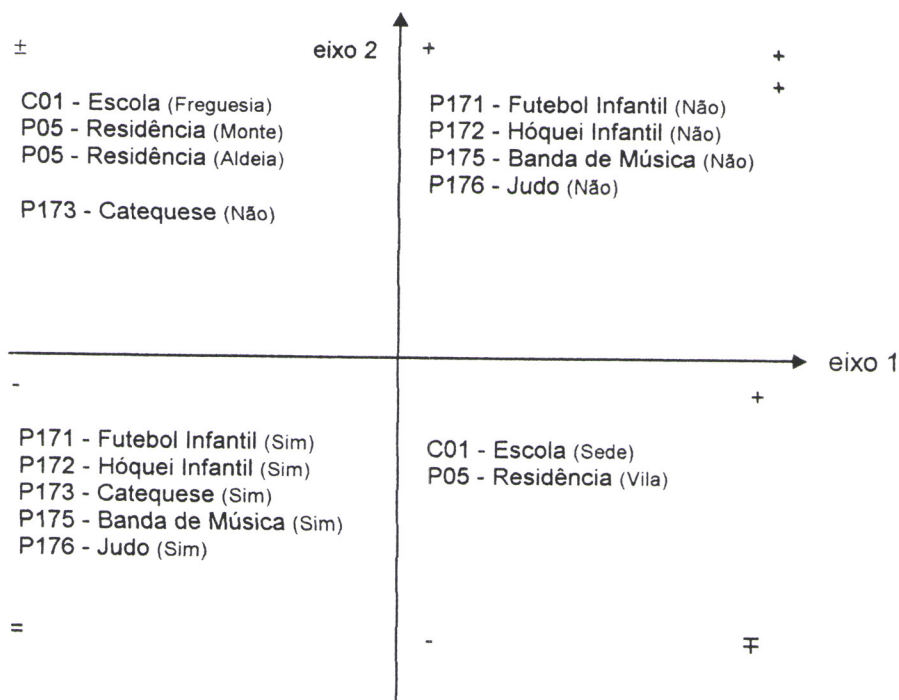 ±
eixo 2
+
+
+
C01 - Escola (Freguesia)
P05 - Residência (Monte)
P05 - Residência (Aldeia)
P173 - Catequese (Não)
P171 - Futebol Infantil (Não)
P172 - Hóquei Infantil (Não)
P175 - Banda de Música (Não)
P176 - Judo (Não)
eixo 1
-
+
P171 - Futebol Infantil (Sim)
P172 - Hóquei Infantil (Sim)
P173 - Catequese (Sim)
P175 - Banda de Música (Sim)
P176 - Judo (Sim)
C01 - Escola (Sede)
P05 - Residência (Vila)
=
-
∓